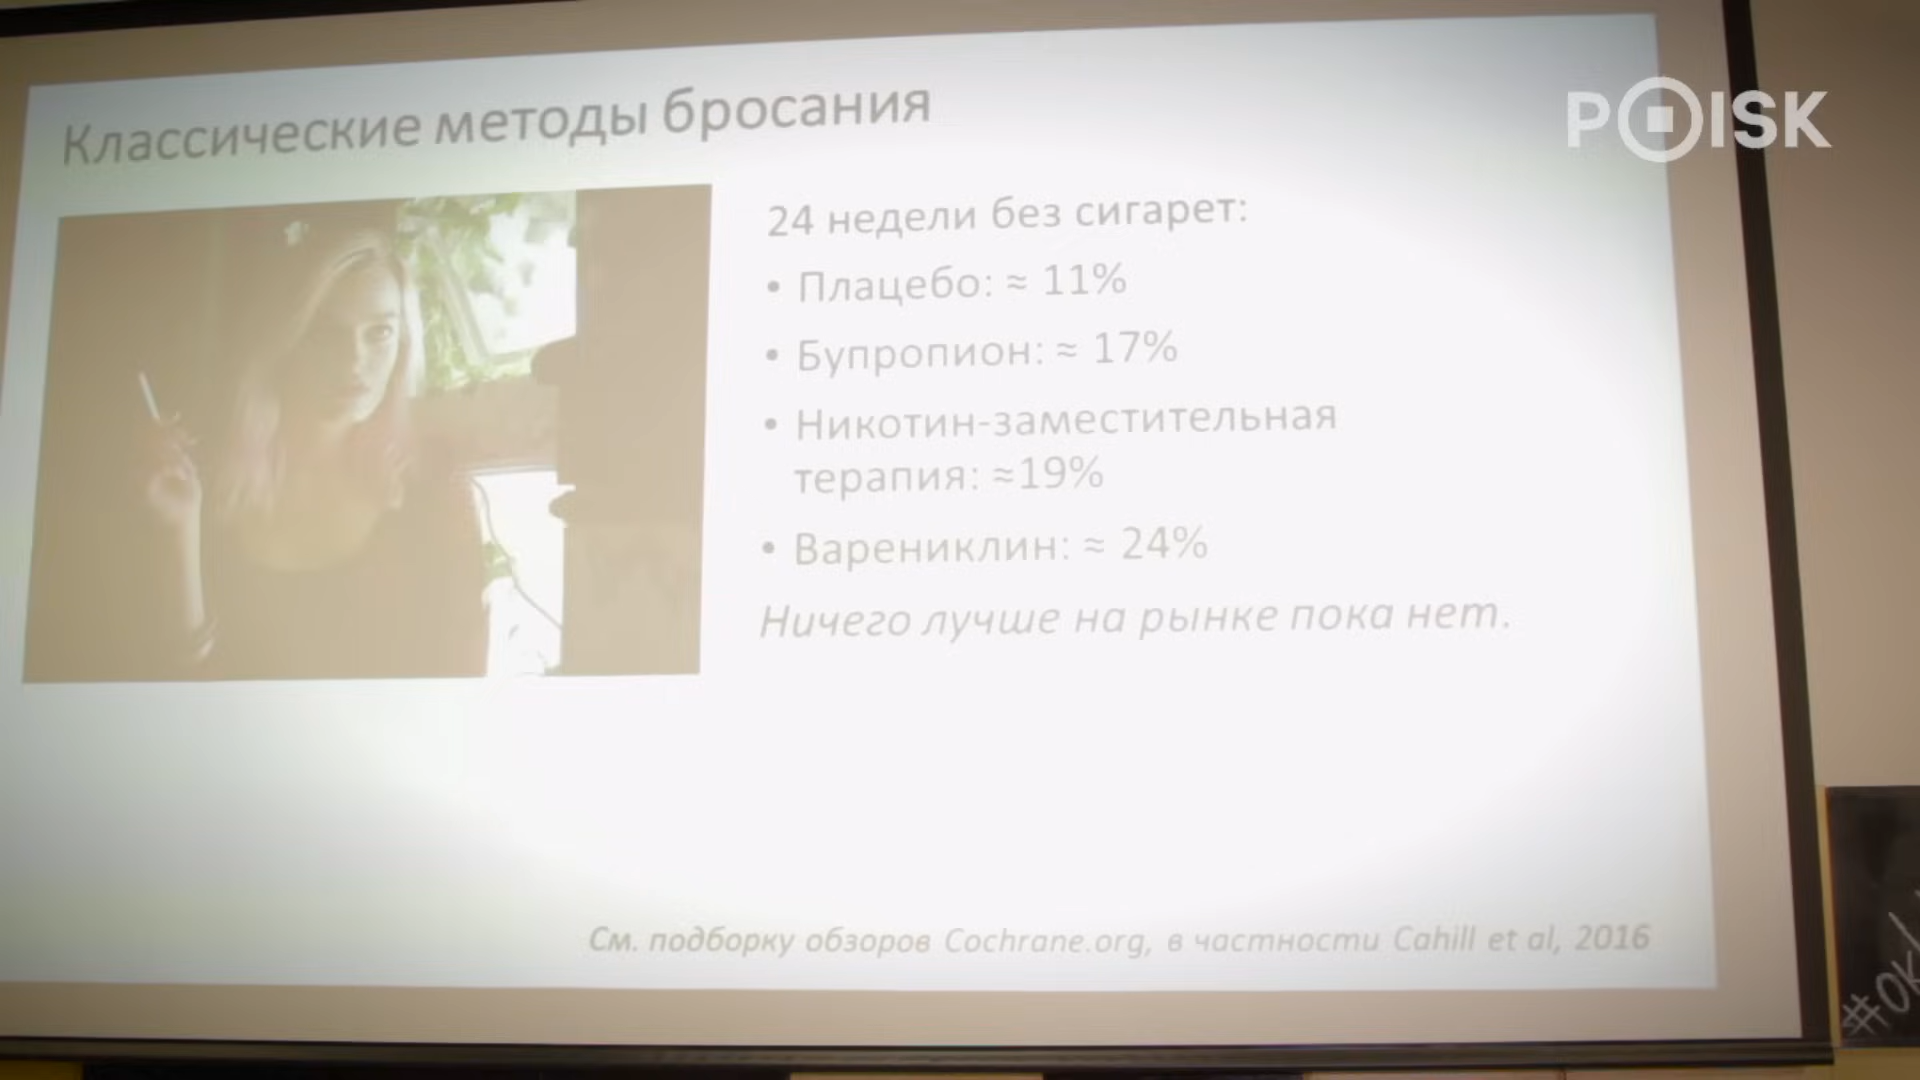 Классические методы бросания
P ISK
24 недели без сигарет:
• Плацебо: ≈ 11%
• Бупропион: ≈ 17%
• Никотин-заместительная
терапия: ≈19%
• Варениклин: ≈ 24%
Ничего лучше на рынке пока нет.
См. подборку обзоров Cochrane.org, в частности Cahill et al, 2016